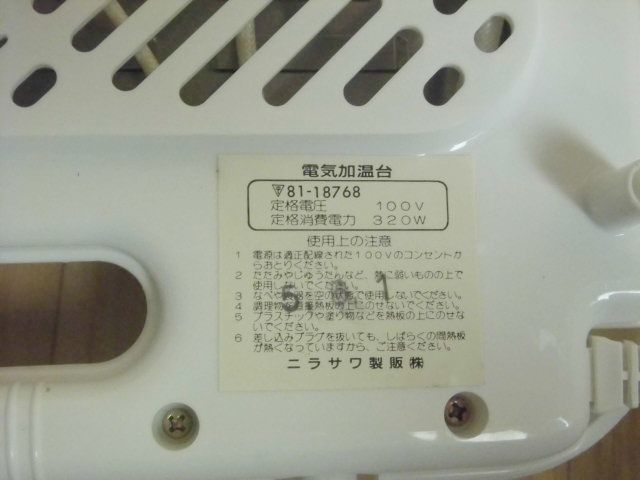 電気加温台
81-18768
定格電圧 100V
定格消費電力 320W
使用上の注意
1 電源は適正配線された100Vのコンセントか
らおとりください。
2 たたみやじゅうたんなど、熱に弱いものの上で
使用しないでください。
3 なべや容器を空の状態で使用しないでください。
4 調理物を直接熱板の上にのせないでください。
5 プラスチックや塗り物などを熱板の上にのせな
いでください。
6 差し込みプラグを抜いても、しばらくの間熱板
が熱くなっていますから、ご注意ください。
ニラサワ製販㈱